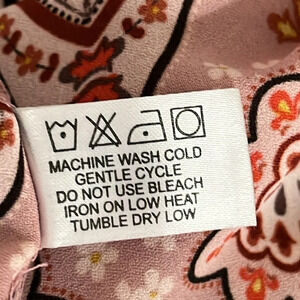 MACHINE WASH COLD
GENTLE CYCLE
DO NOT USE BLEACH
IRON ON LOW HEAT
TUMBLE DRY LOW